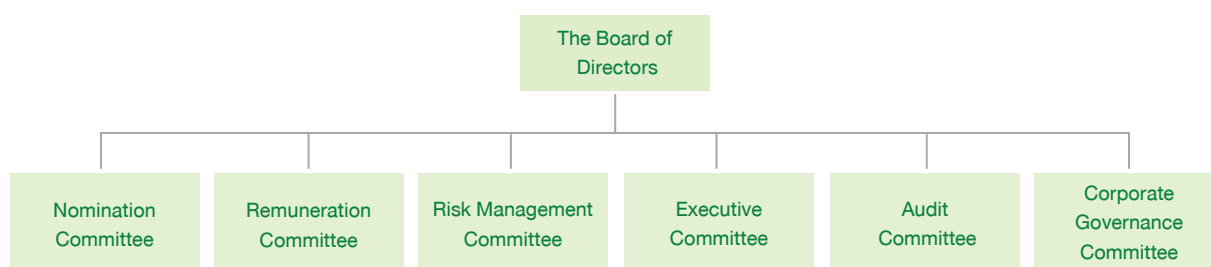 The Board of
Directors
Nomination
Committee
Remuneration
Committee
Risk Management
Committee
Executive
Committee
Audit
Committee
Corporate
Governance
Committee